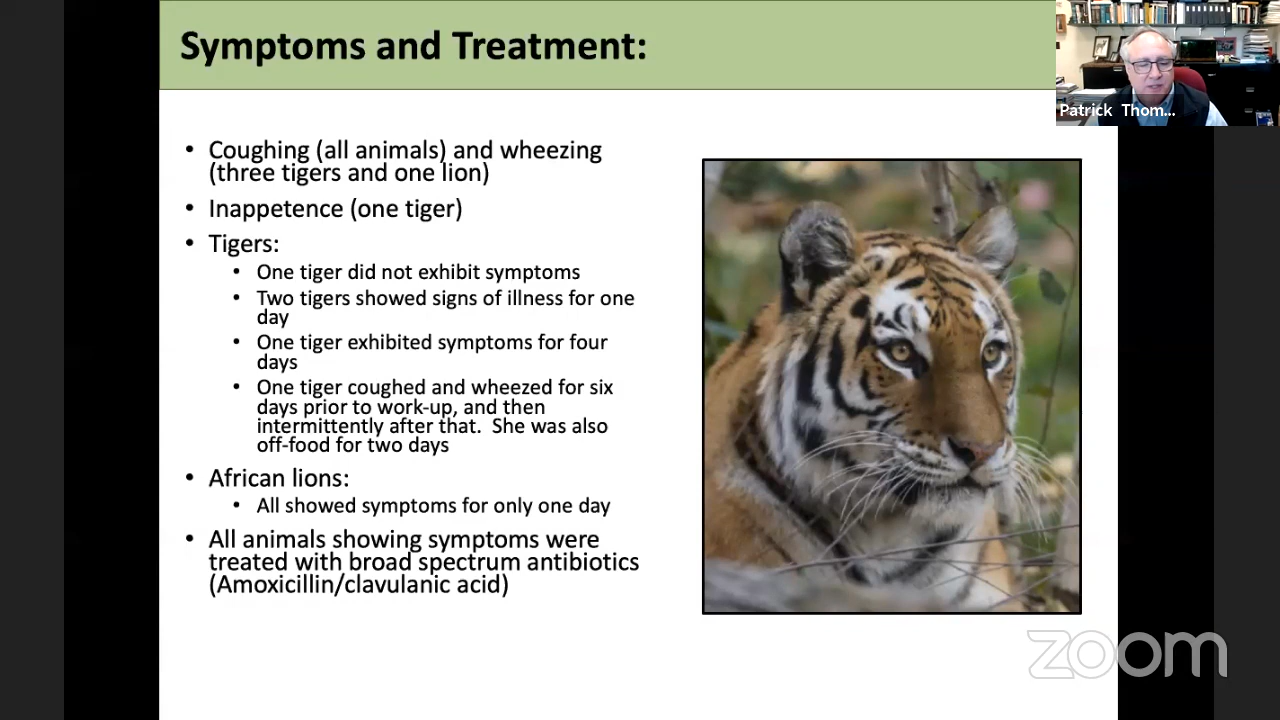 Symptoms and Treatment:
Patrick Thom...
• Coughing (all animals) and wheezing
(three tigers and one lion)
• Inappetence (one tiger)
• Tigers:
• One tiger did not exhibit symptoms
• Two tigers showed signs of illness for one
day
• One tiger exhibited symptoms for four
days
• One tiger coughed and wheezed for six
days prior to work-up, and then
intermittently after that. She was also
off-food for two days
• African lions:
• All showed symptoms for only one day
• All animals showing symptoms were
treated with broad spectrum antibiotics
(Amoxicillin/clavulanic acid)
zoom